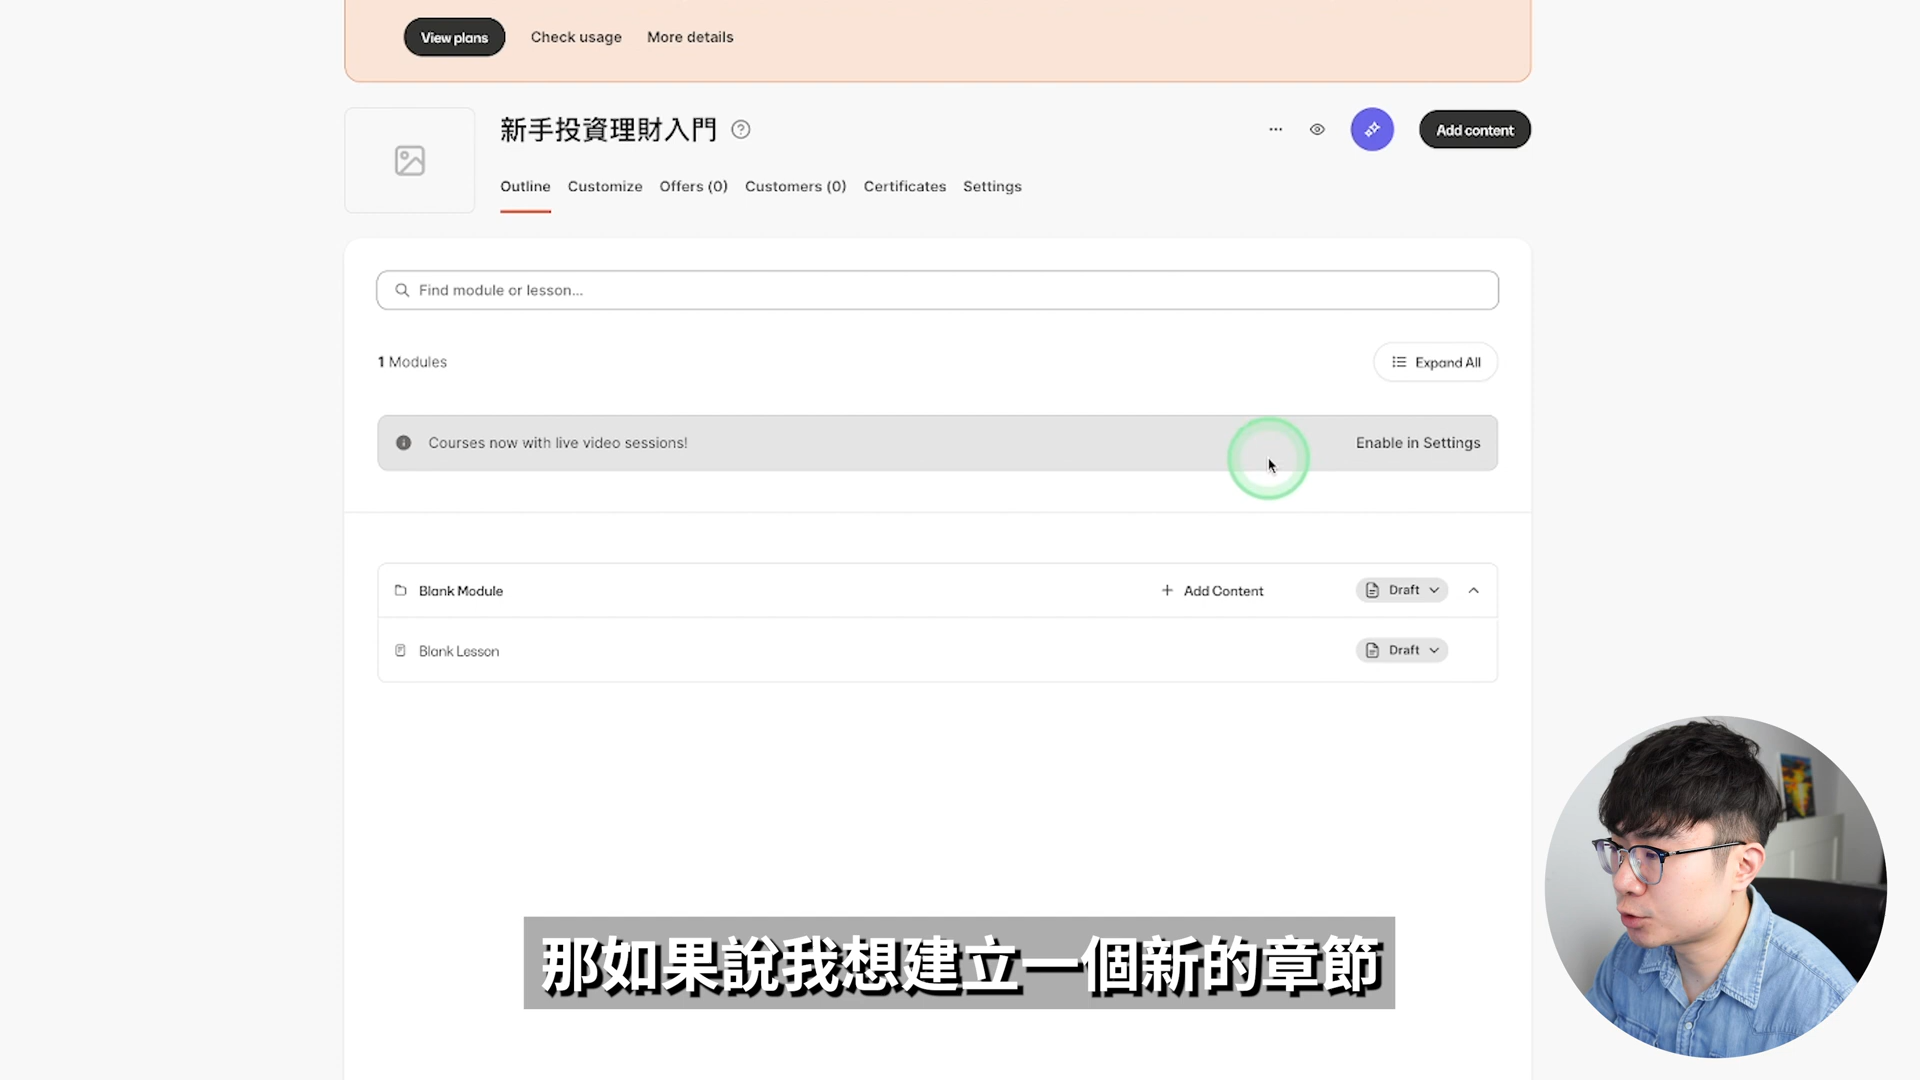 View plans
Check usage
More details
新手投資理財入門
Add content
Outline
Customize
Offers (0)
Customers (0)
Certificates
Settings
Find module or lesson...
1 Modules
Expand All
Courses now with live video sessions!
Enable in Settings
Blank Module
Add Content
Draft
Blank Lesson
Draft
那如果說我想建立一個新的章節